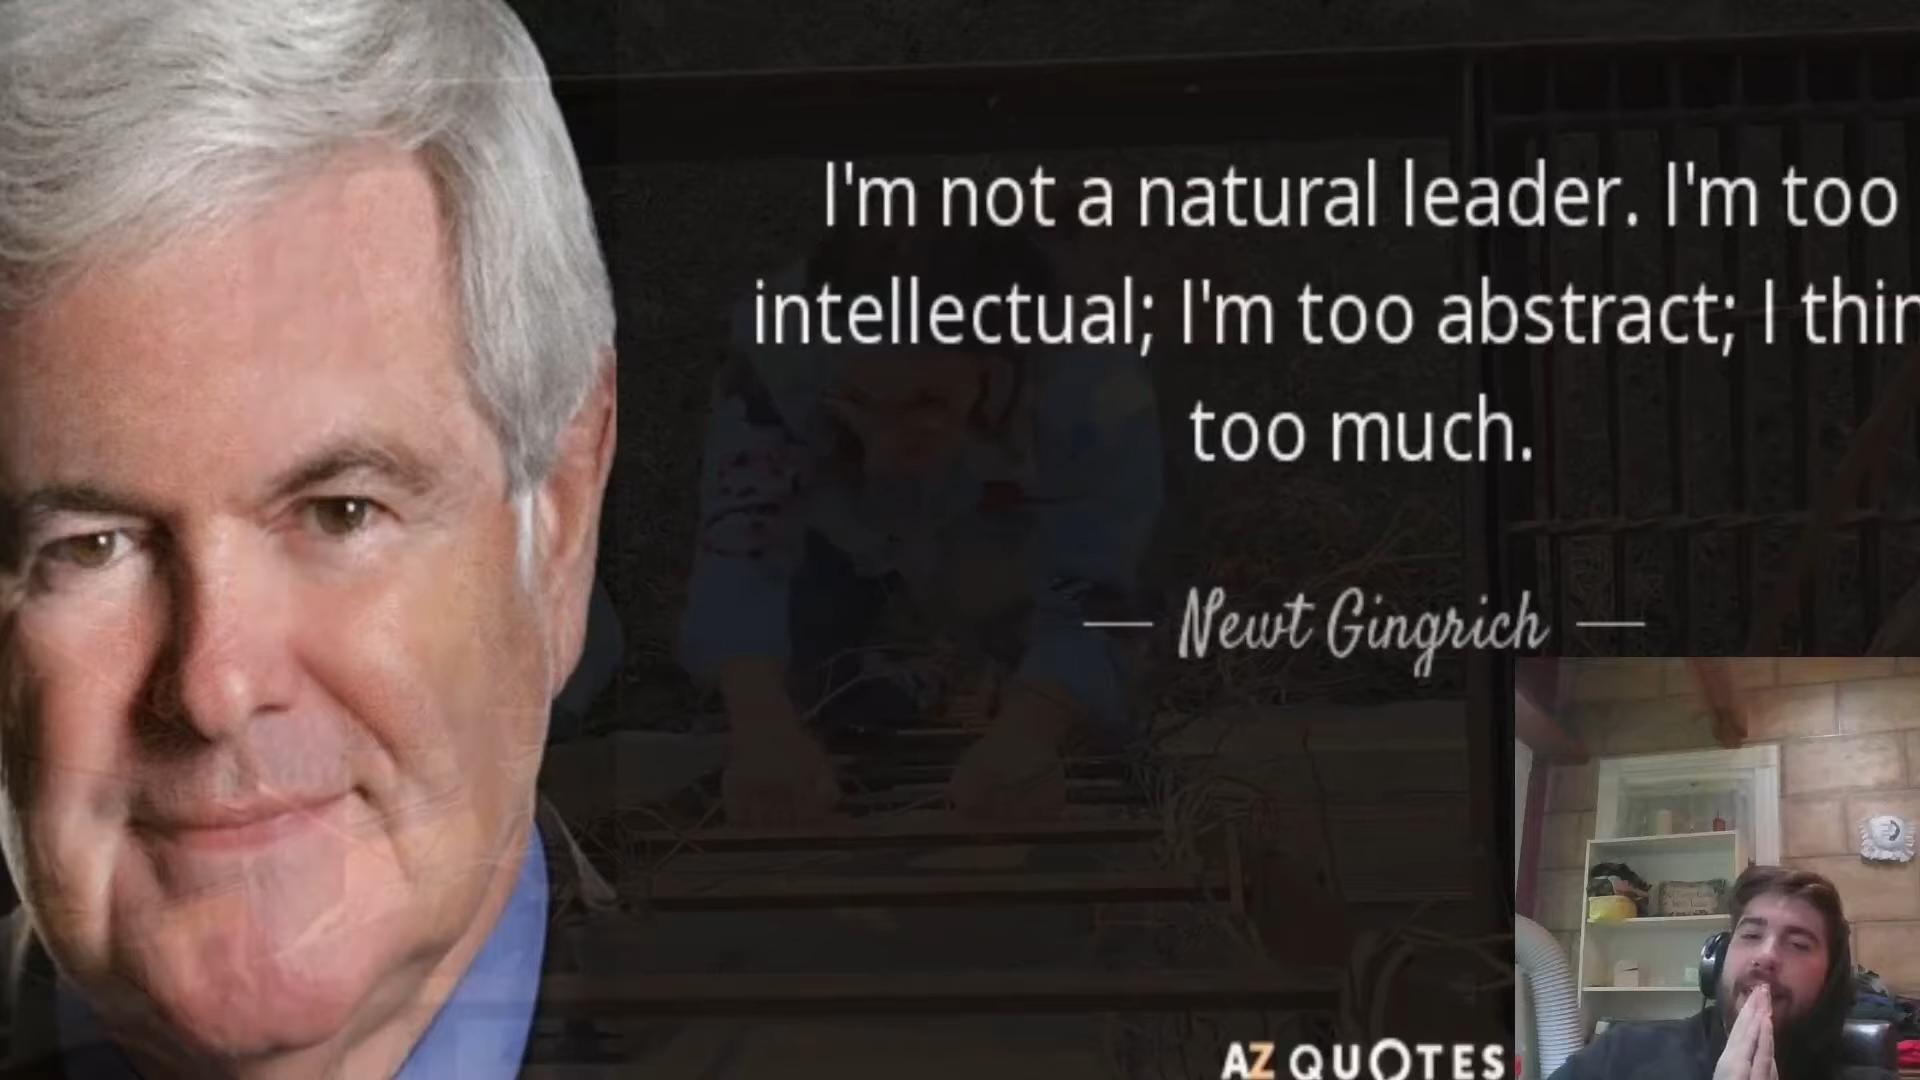 I'm not a natural leader. I'm too
intellectual; I'm too abstract; I thin
too much.
Newt Gingrich
AZ QUOTES